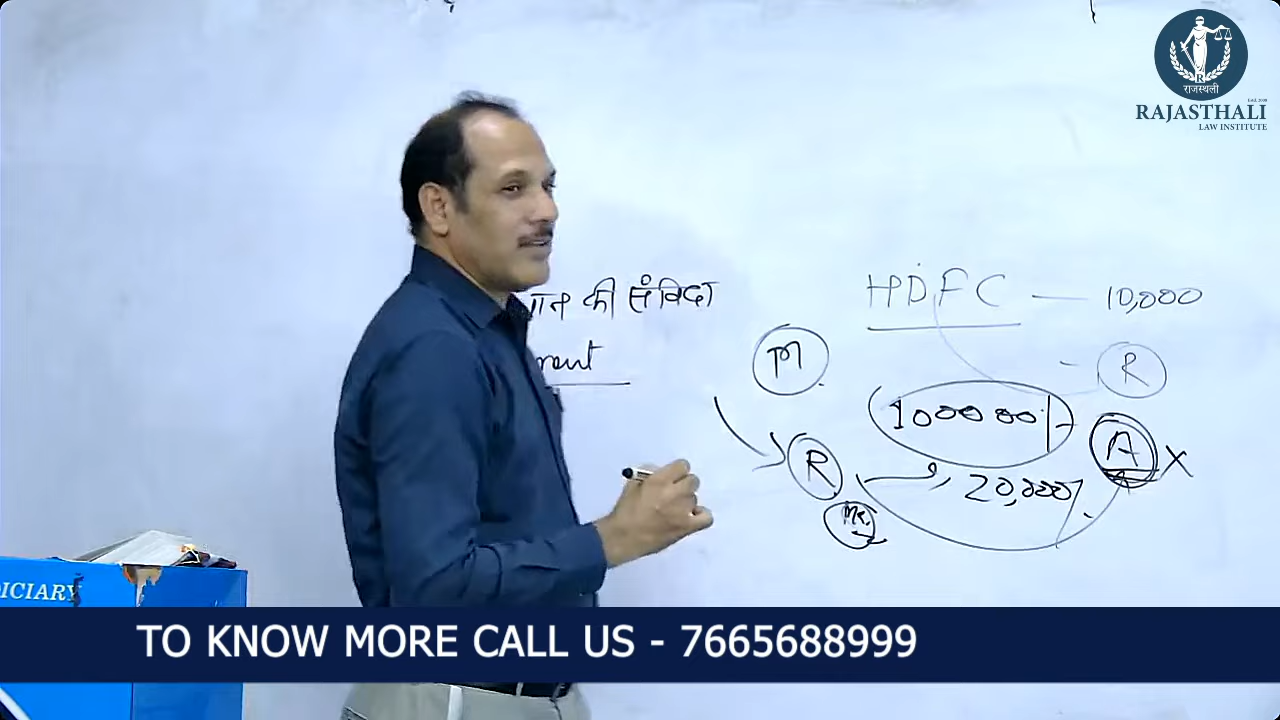 राजस्थली
RAJASTHALI
LAW INSTITUTE
की संविदा
HDFC — 10,000
M
R
100000/-
A X
R
20,000/.
ICIARY
TO KNOW MORE CALL US - 7665688999